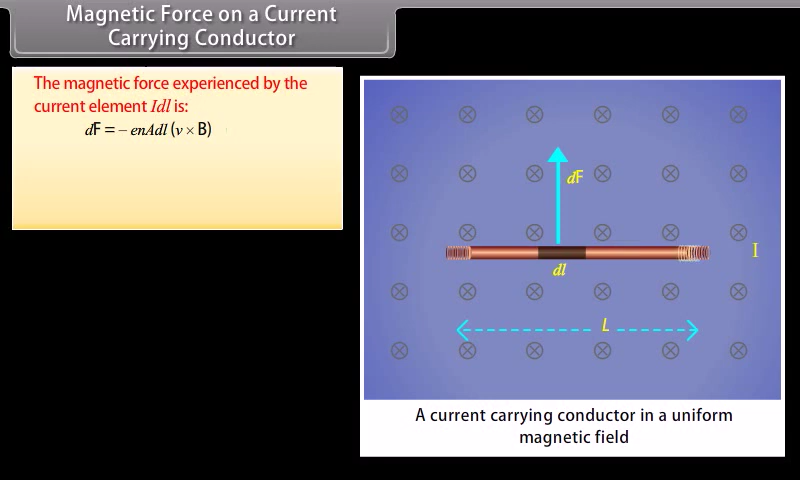 Magnetic Force on a Current
Carrying Conductor
The magnetic force experienced by the
current element Idl is:
dF = – enAdl (v × B)
dF
I
dl
L
A current carrying conductor in a uniform
magnetic field